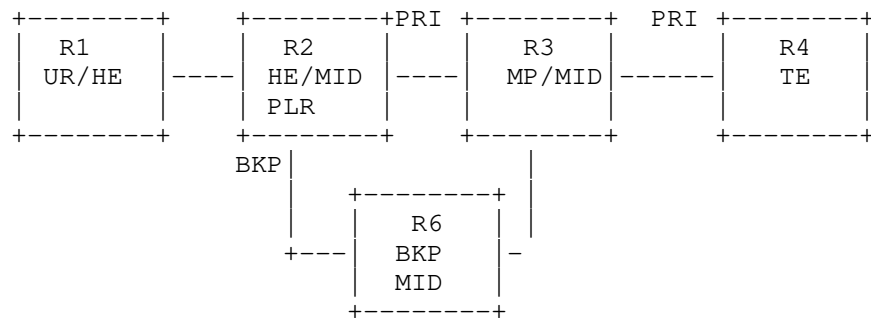 PRI PRI
R1 R2 R3 R4
UR/HE HE/MID MP/MID TE
PLR
BKP
R6
BKP
MID